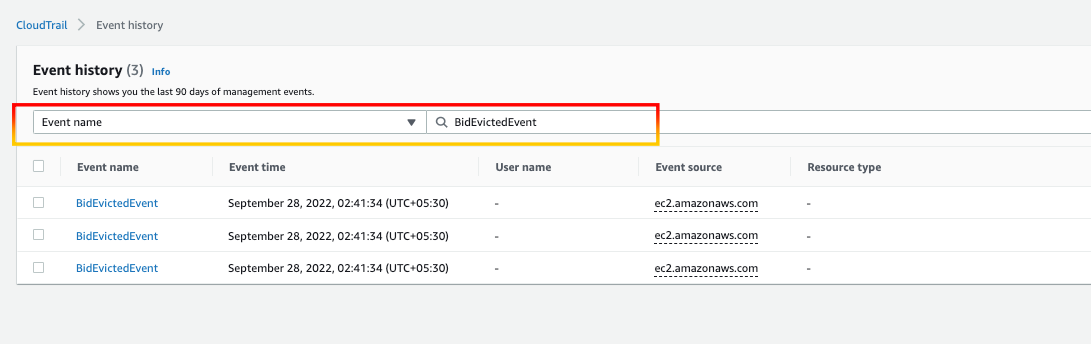 CloudTrail > Event history
Event history (3) Info
Event history shows you the last 90 days of management events.
Event name BidEvictedEvent
Event name Event time User name Event source Resource type
BidEvictedEvent September 28, 2022, 02:41:34 (UTC+05:30) - ec2.amazonaws.com -
BidEvictedEvent September 28, 2022, 02:41:34 (UTC+05:30) - ec2.amazonaws.com -
BidEvictedEvent September 28, 2022, 02:41:34 (UTC+05:30) - ec2.amazonaws.com -